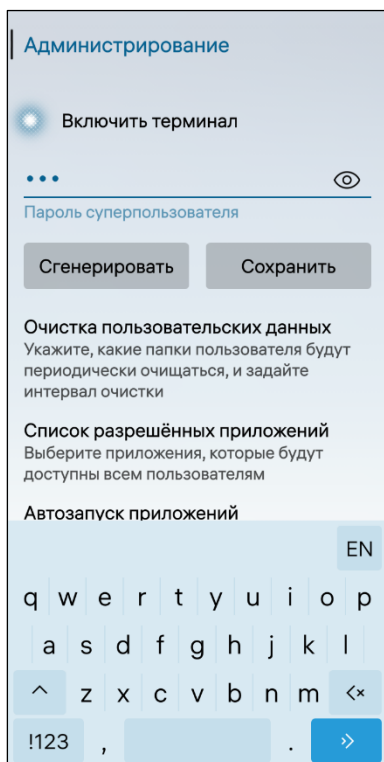 Администрирование
Включить терминал
•••
Пароль суперпользователя
Сгенерировать Сохранить
Очистка пользовательских данных
Укажите, какие папки пользователя будут
периодически очищаться, и задайте
интервал очистки
Список разрешённых приложений
Выберите приложения, которые будут
доступны всем пользователям
Автозапуск приложений
EN
q w e r t y u i o p
a s d f g h j k l
z x c v b n m
!123 , .